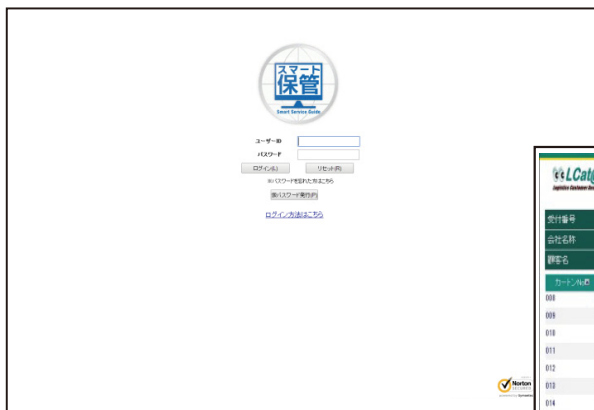 スマート
保管
Smart Service Guide
ユーザーID
パスワード
ログイン(L)
リセット(R)
※パスワードを忘れた方はこちら
仮パスワード発行(P)
ログイン方法はこちら
Norton
LCat@
受付番号
会社名称
顧客名
カートンNo
008
009
010
011
012
013
014